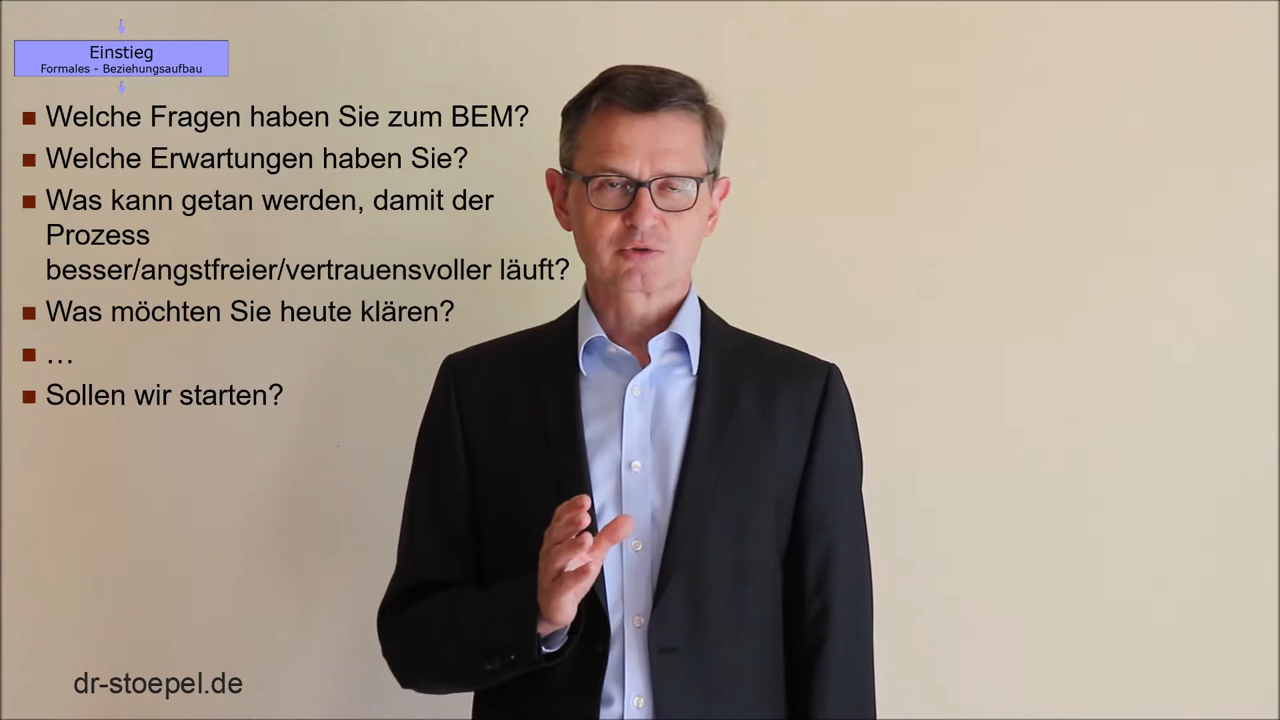 Einstieg
Formales - Beziehungsaufbau
Welche Fragen haben Sie zum BEM?
Welche Erwartungen haben Sie?
Was kann getan werden, damit der
Prozess
besser/angstfreier/vertrauensvoller läuft?
Was möchten Sie heute klären?
…
Sollen wir starten?
dr-stoepel.de